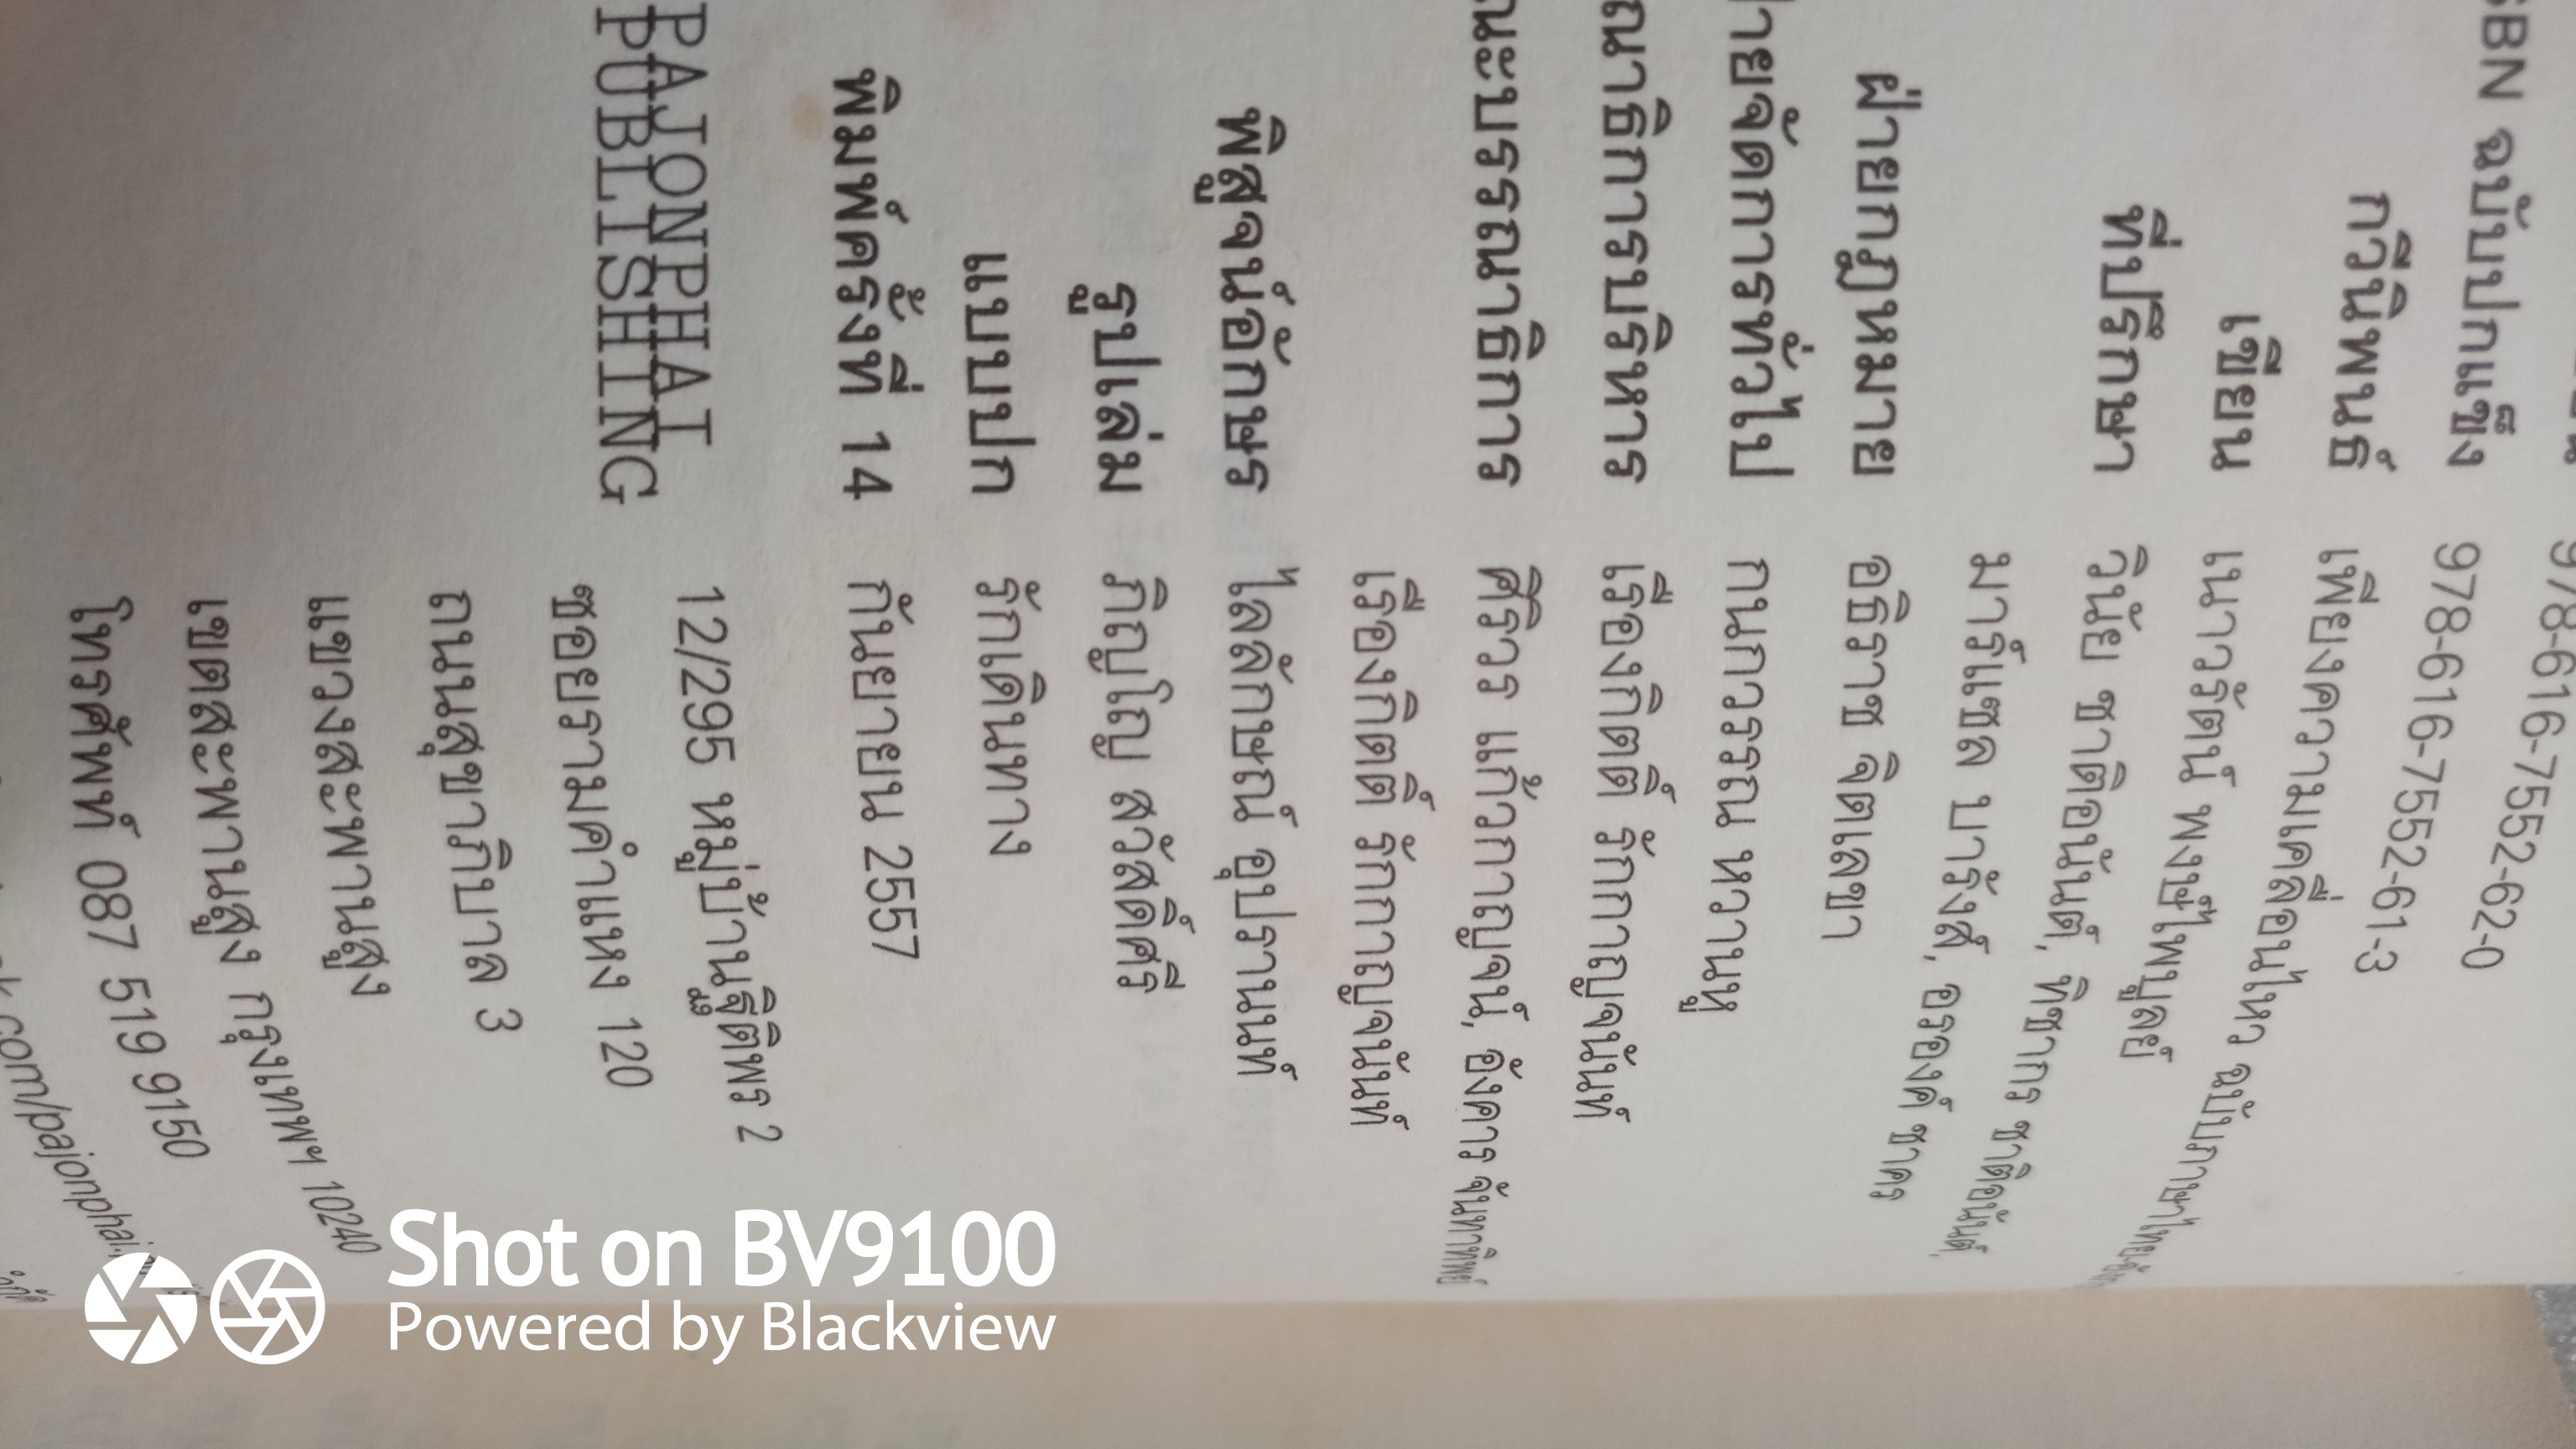 978-616-7552-62-0
ISBN ฉบับปกแข็ง 978-616-7552-61-3
กวีนิพนธ์ เพียงความเคลื่อนไหว ฉบับภาษาไทย
เขียน เนาวรัตน์ พงษ์ไพบูลย์
ที่ปรึกษา วินัย ชาติอนันต์, ทิชากร ชาติอนันต์,
มาร์แซล บารังส์, อรองค์ ชาคร
ฝ่ายกฎหมาย อธิราช จิตเลขา
ฝ่ายจัดการทั่วไป กนกวรรณ หวานหู
บรรณาธิการบริหาร เรืองกิตติ์ รักกาญจนันท์
คณะบรรณาธิการ ศิริวร แก้วกาญจน์, อังคาร จันทาทิพย์
เรืองกิตติ์ รักกาญจนันท์
พิสูจน์อักษร ไลลักษณ์ อุปรานนท์
รูปเล่ม ภิญโญ สวัสดิ์ศรี
แบบปก รักเดินทาง
พิมพ์ครั้งที่ 14 กันยายน 2557
PAJONPHAI
PUBLISHING
12/295 หมู่บ้านฐิติพร 2
ซอยรามคำแหง 120
ถนนสุขาภิบาล 3
แขวงสะพานสูง
เขตสะพานสูง กรุงเทพฯ 10240
โทรศัพท์ 087 519 9150
.com/pajonphai
Shot on BV9100
Powered by Blackview